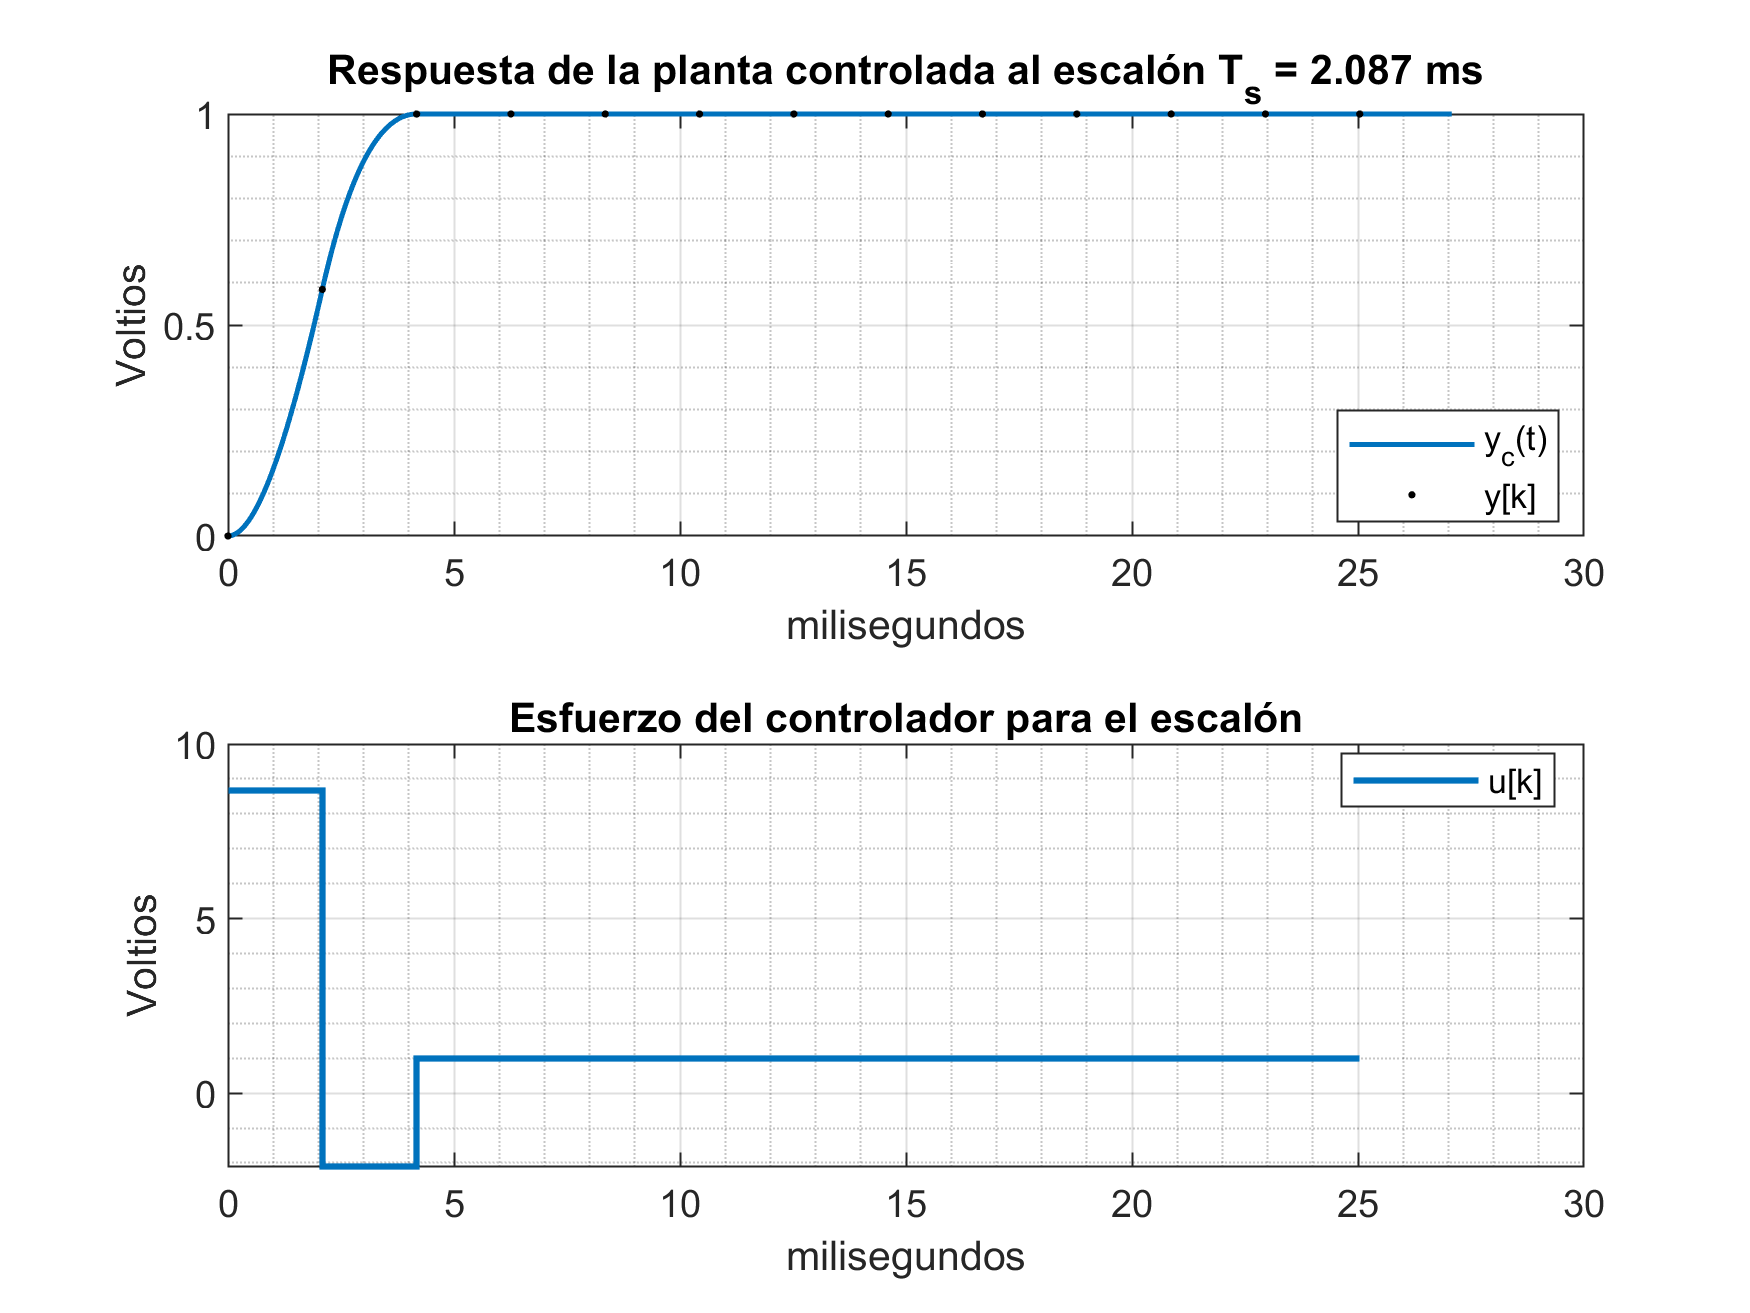 Respuesta de la planta controlada al escalón Ts = 2.087 ms
1
0.5
0
Voltios
yc(t)
y[k]
0 5 10 15 20 25 30
milisegundos
Esfuerzo del controlador para el escalón
10
5
0
Voltios
u[k]
0 5 10 15 20 25 30
milisegundos